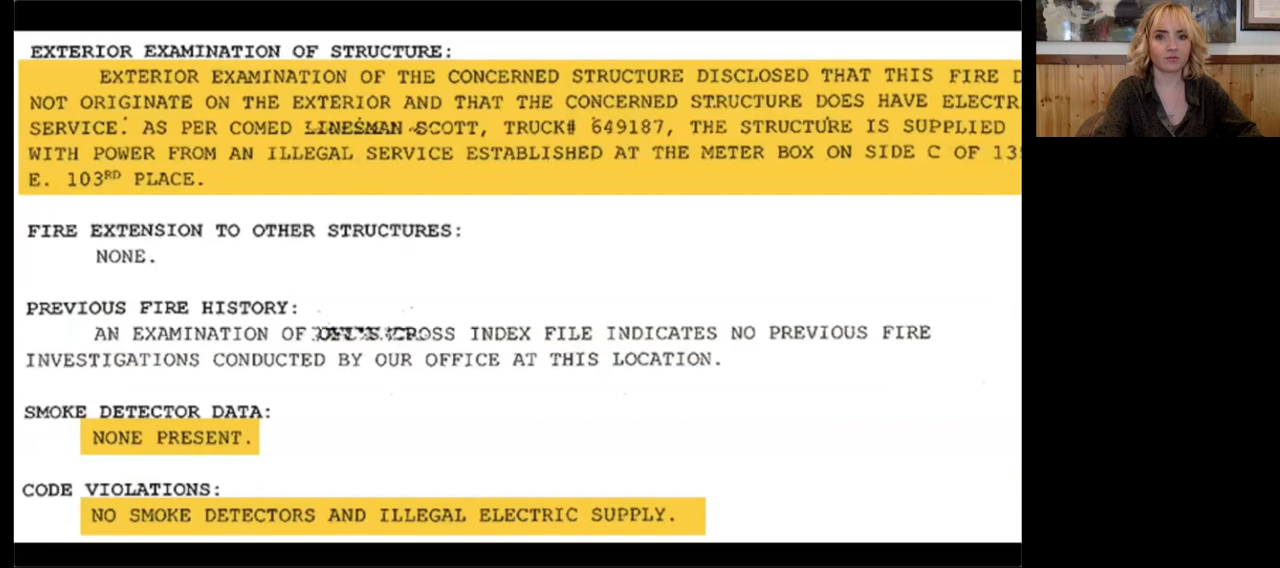 EXTERIOR EXAMINATION OF STRUCTURE:
EXTERIOR EXAMINATION OF THE CONCERNED STRUCTURE DISCLOSED THAT THIS FIRE D
NOT ORIGINATE ON THE EXTERIOR AND THAT THE CONCERNED STRUCTURE DOES HAVE ELECTR
SERVICE. AS PER COMED LINESMAN SCOTT, TRUCK# 649187, THE STRUCTURE IS SUPPLIED
WITH POWER FROM AN ILLEGAL SERVICE ESTABLISHED AT THE METER BOX ON SIDE C OF
E. 103RD PLACE.
FIRE EXTENSION TO OTHER STRUCTURES:
NONE.
PREVIOUS FIRE HISTORY:
AN EXAMINATION OF CROSS INDEX FILE INDICATES NO PREVIOUS FIRE
INVESTIGATIONS CONDUCTED BY OUR OFFICE AT THIS LOCATION.
SMOKE DETECTOR DATA:
NONE PRESENT.
CODE VIOLATIONS:
NO SMOKE DETECTORS AND ILLEGAL ELECTRIC SUPPLY.